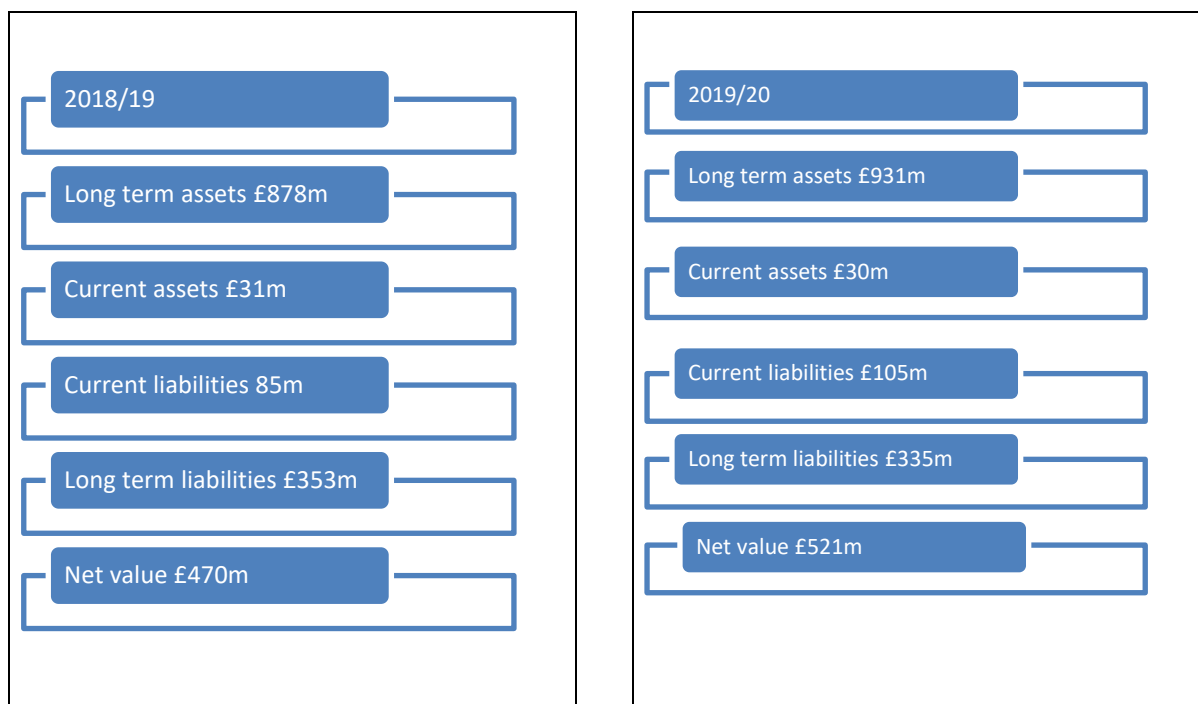 2018/19
Long term assets £878m
Current assets £31m
Current liabilities 85m
Long term liabilities £353m
Net value £470m
2019/20
Long term assets £931m
Current assets £30m
Current liabilities £105m
Long term liabilities £335m
Net value £521m